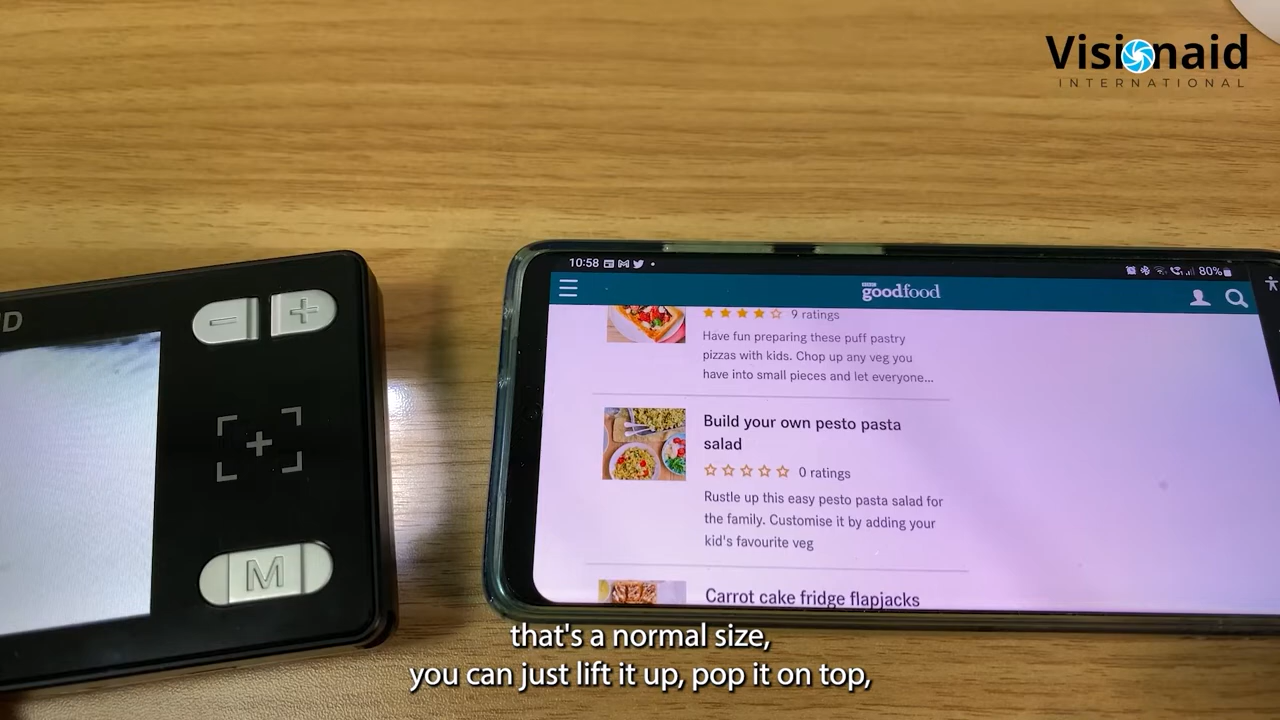 Visionaid
INTERNATIONAL
D
− +
M
10:58
80%
BBC
goodfood
9 ratings
Have fun preparing these puff pastry
pizzas with kids. Chop up any veg you
have into small pieces and let everyone...
Build your own pesto pasta
salad
0 ratings
Rustle up this easy pesto pasta salad for
the family. Customise it by adding your
kid's favourite veg
Carrot cake fridge flapjacks
that's a normal size,
you can just lift it up, pop it on top,